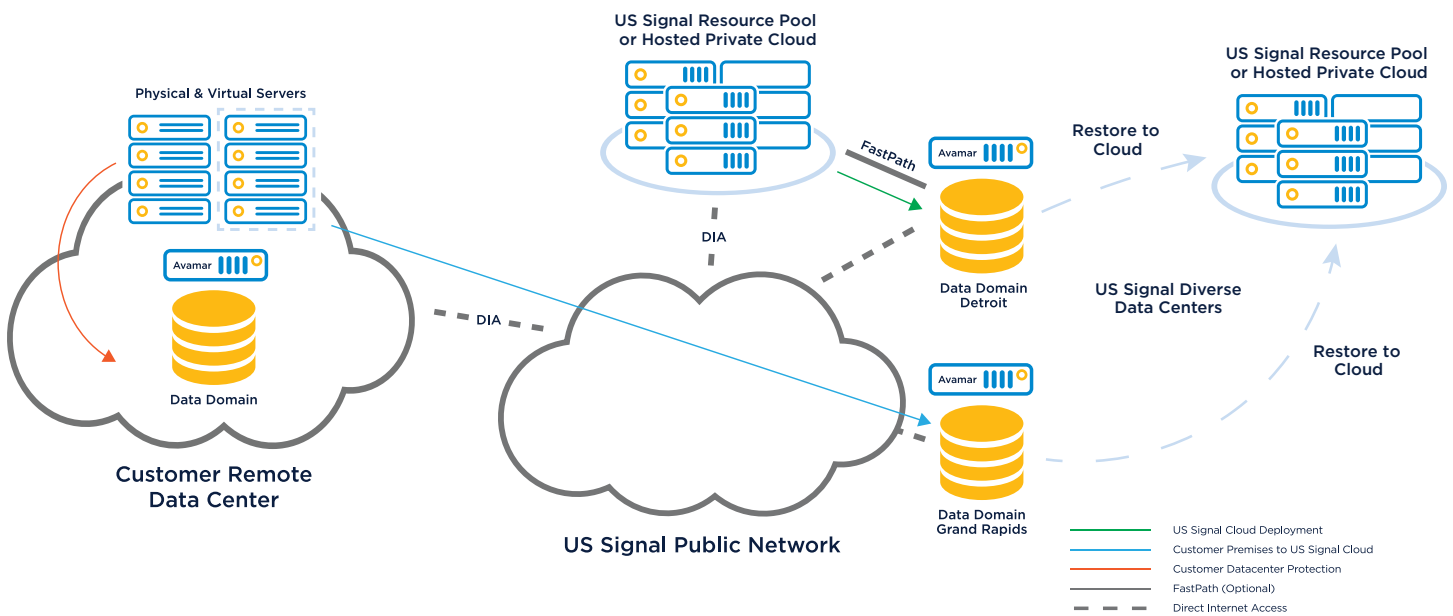 US Signal Resource Pool
or Hosted Private Cloud
US Signal Resource Pool
or Hosted Private Cloud
Physical & Virtual Servers
FastPath
Avamar
Restore to
Cloud
DIA
Avamar
Data Domain
Detroit
US Signal Diverse
Data Centers
DIA
Restore to
Cloud
Avamar
Data Domain
Customer Remote
Data Center
Data Domain
Grand Rapids
US Signal Public Network
US Signal Cloud Deployment
Customer Premises to US Signal Cloud
Customer Datacenter Protection
FastPath (Optional)
Direct Internet Access